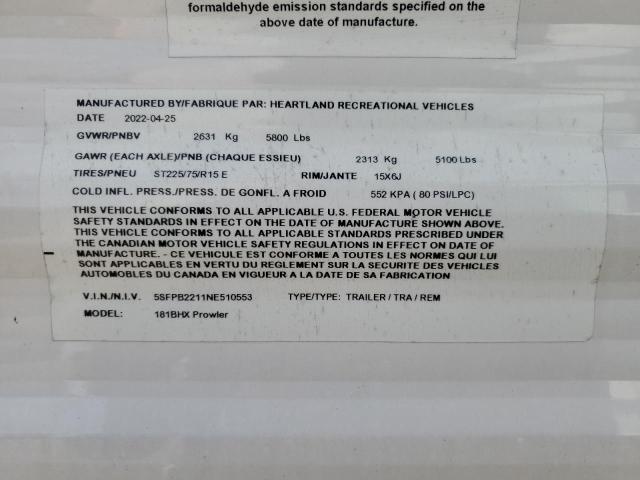 formaldehyde emission standards specified on the
above date of manufacture.
MANUFACTURED BY/FABRIQUE PAR: HEARTLAND RECREATIONAL VEHICLES
DATE 2022-04-25
GVWR/PNBV 2631 Kg 5800 Lbs
GAWR (EACH AXLE)/PNB (CHAQUE ESSIEU) 2313 Kg 5100 Lbs
TIRES/PNEU ST225/75/R15 E RIM/JANTE 15X6J
COLD INFL. PRESS./PRESS. DE GONFL. A FROID 552 KPA ( 80 PSI/LPC)
THIS VEHICLE CONFORMS TO ALL APPLICABLE U.S. FEDERAL MOTOR VEHICLE
SAFETY STANDARDS IN EFFECT ON THE DATE OF MANUFACTURE SHOWN ABOVE.
THIS VEHICLE CONFORMS TO ALL APPLICABLE STANDARDS PRESCRIBED UNDER
THE CANADIAN MOTOR VEHICLE SAFETY REGULATIONS IN EFFECT ON DATE OF
MANUFACTURE. - CE VEHICULE EST CONFORME A TOUTES LES NORMES QUI LUI
SONT APPLICABLES EN VERTU DU REGLEMENT SUR LA SECURITE DES VEHICLES
AUTOMOBILES DU CANADA EN VIGUEUR A LA DATE DE SA FABRICATION
V.I.N./N.I.V. 5SFPB2211NE510553 TYPE/TYPE: TRAILER / TRA / REM
MODEL: 181BHX Prowler